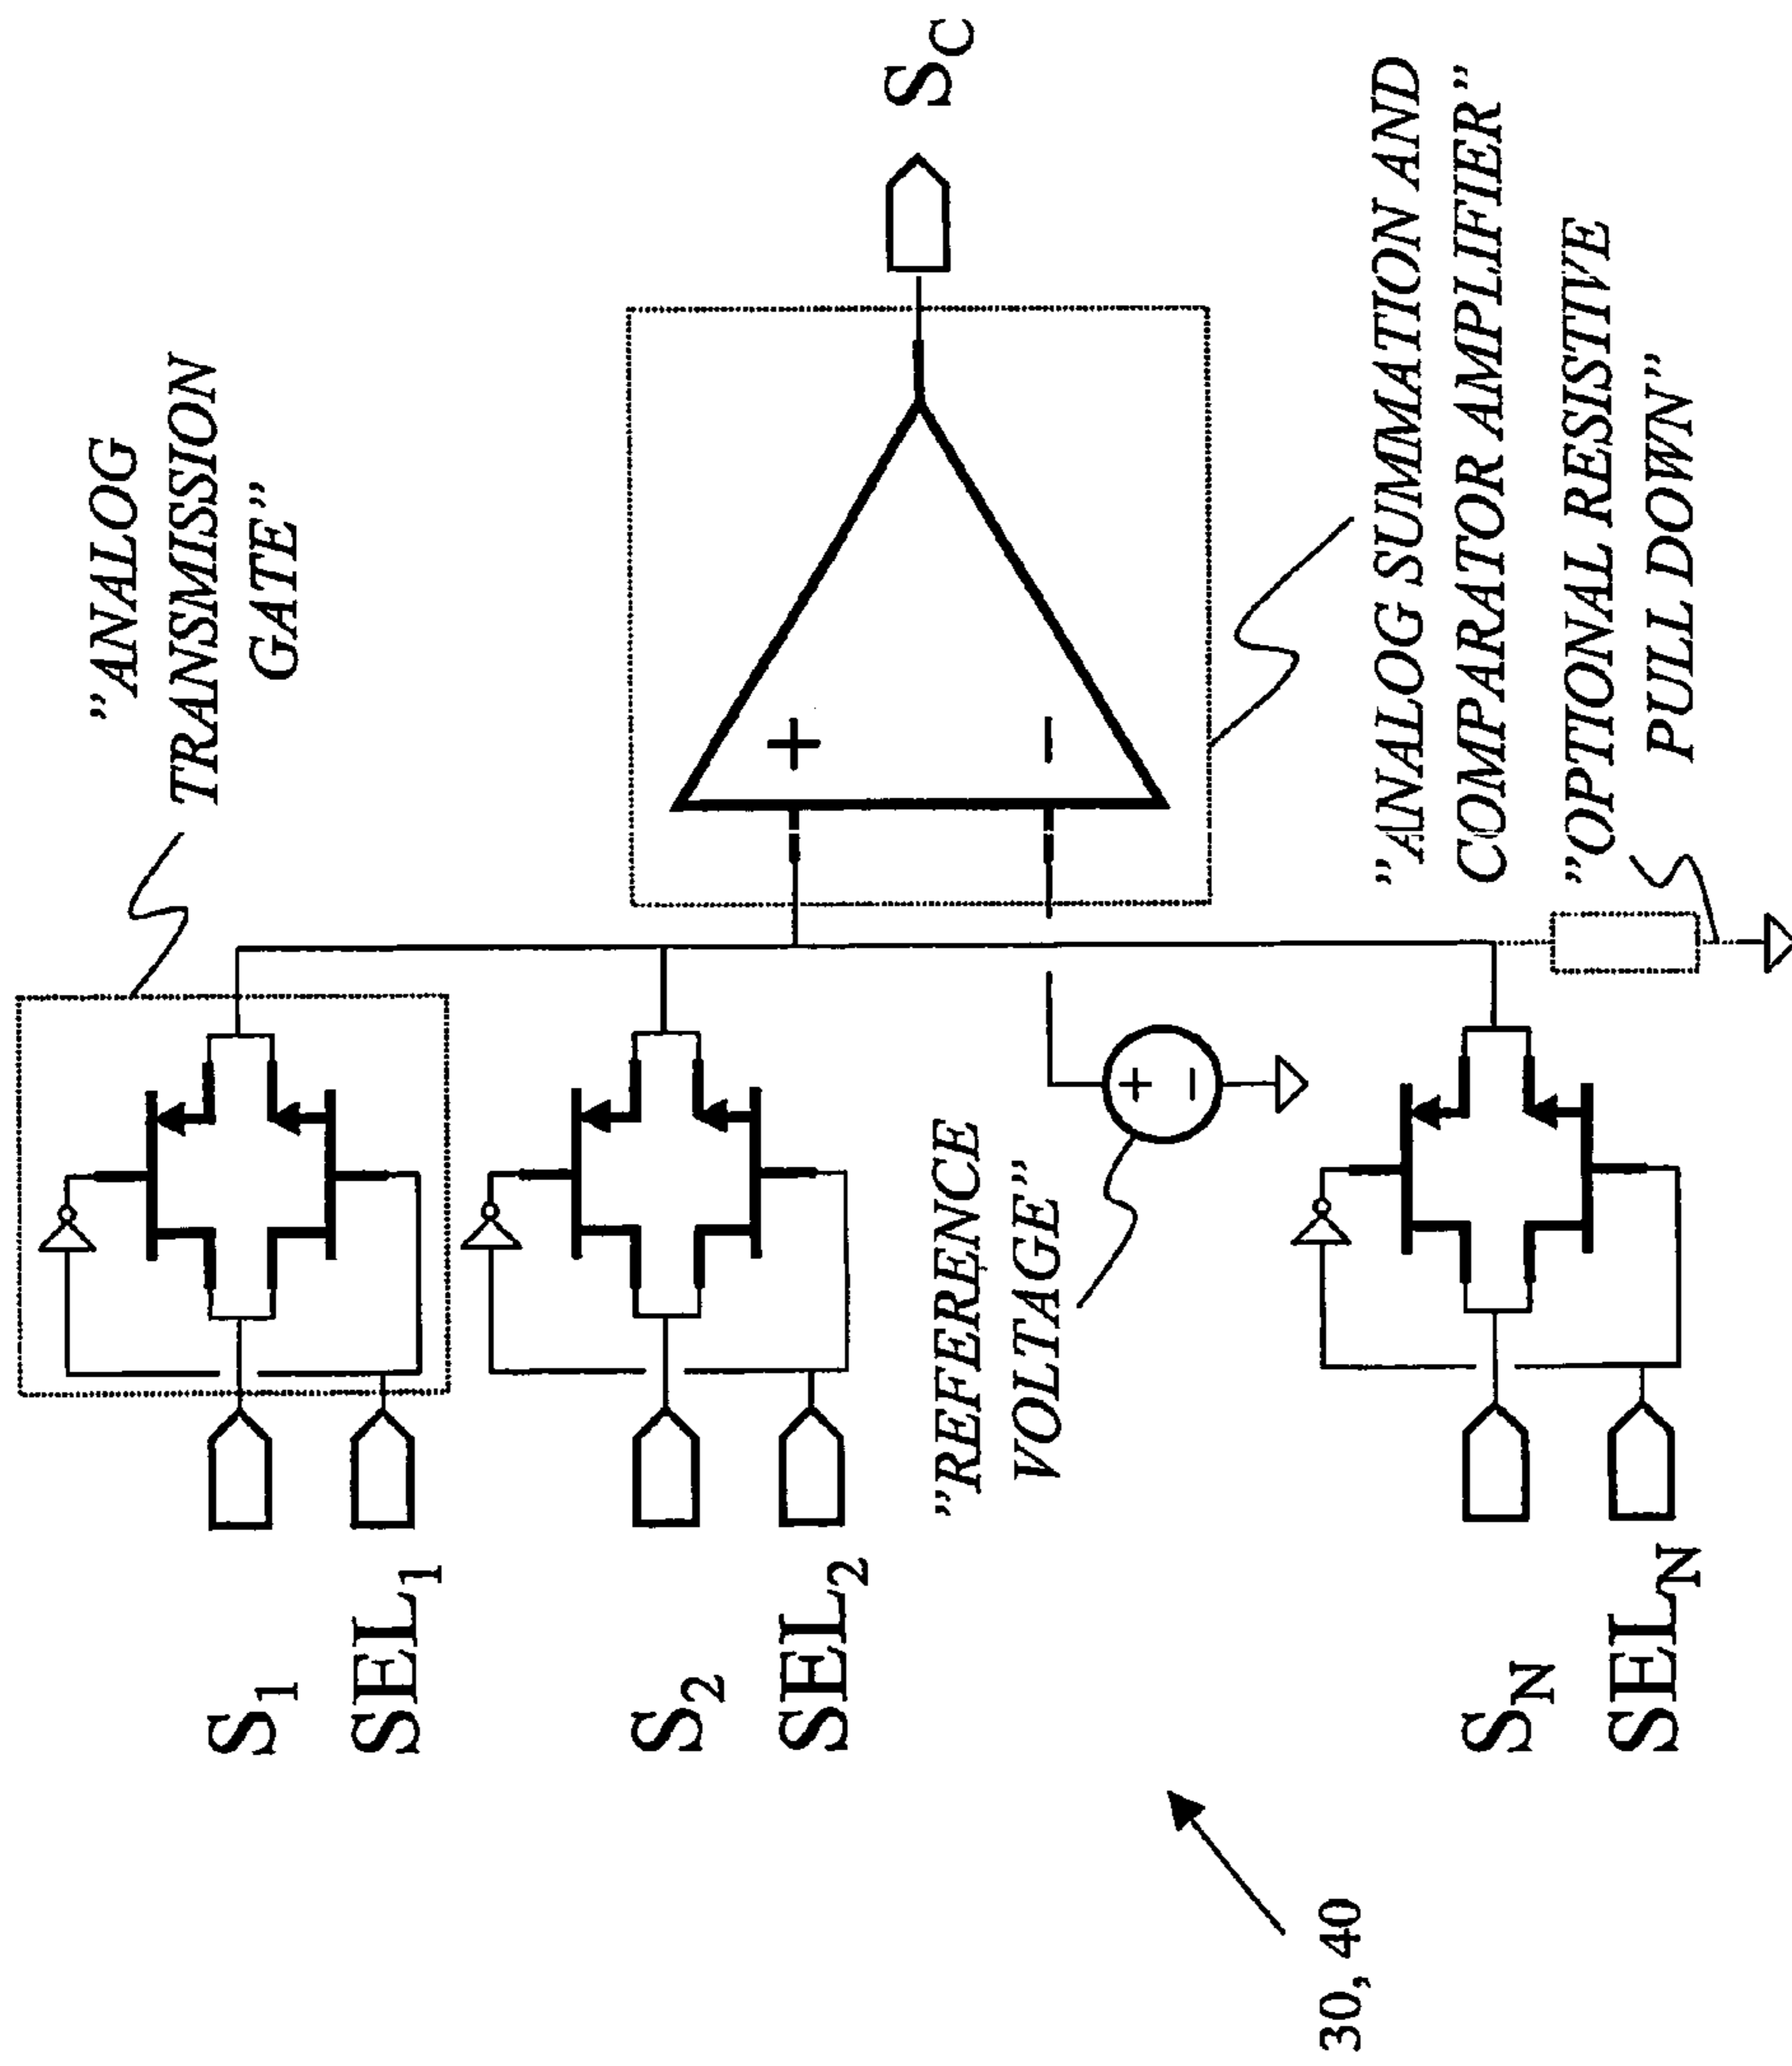 "ANALOG
TRANSMISSION
GATE"
S1
SEL1
S2
SEL2
"REFERENCE
VOLTAGE"
+
−
+
−
SC
"ANALOG SUMMATION AND
COMPARATOR AMPLIFIER"
"OPTIONAL RESISTIVE
PULL DOWN"
SN
SELN
30, 40